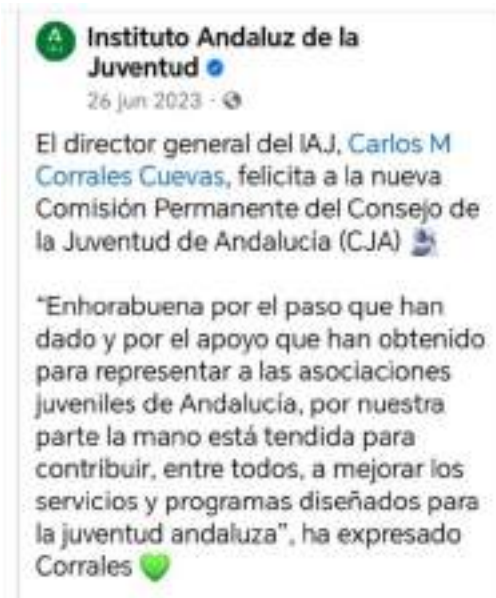 Instituto Andaluz de la
Juventud
26 jun 2023 ·
El director general del IAJ, Carlos M
Corrales Cuevas, felicita a la nueva
Comisión Permanente del Consejo de
la Juventud de Andalucía (CJA)
“Enhorabuena por el paso que han
dado y por el apoyo que han obtenido
para representar a las asociaciones
juveniles de Andalucía, por nuestra
parte la mano está tendida para
contribuir, entre todos, a mejorar los
servicios y programas diseñados para
la juventud andaluza”, ha expresado
Corrales 💚